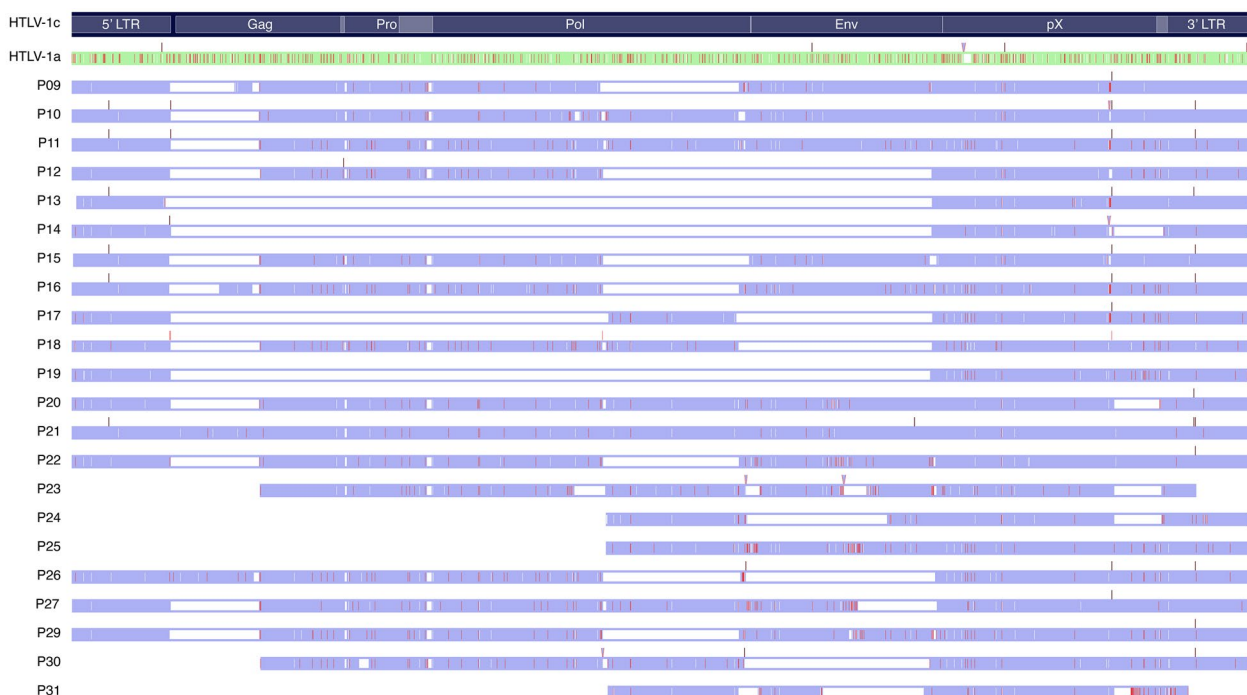 HTLV-1c 5' LTR Gag Pro Pol Env pX 3' LTR
HTLV-1a
P09
P10
P11
P12
P13
P14
P15
P16
P17
P18
P19
P20
P21
P22
P23
P24
P25
P26
P27
P29
P30
P31